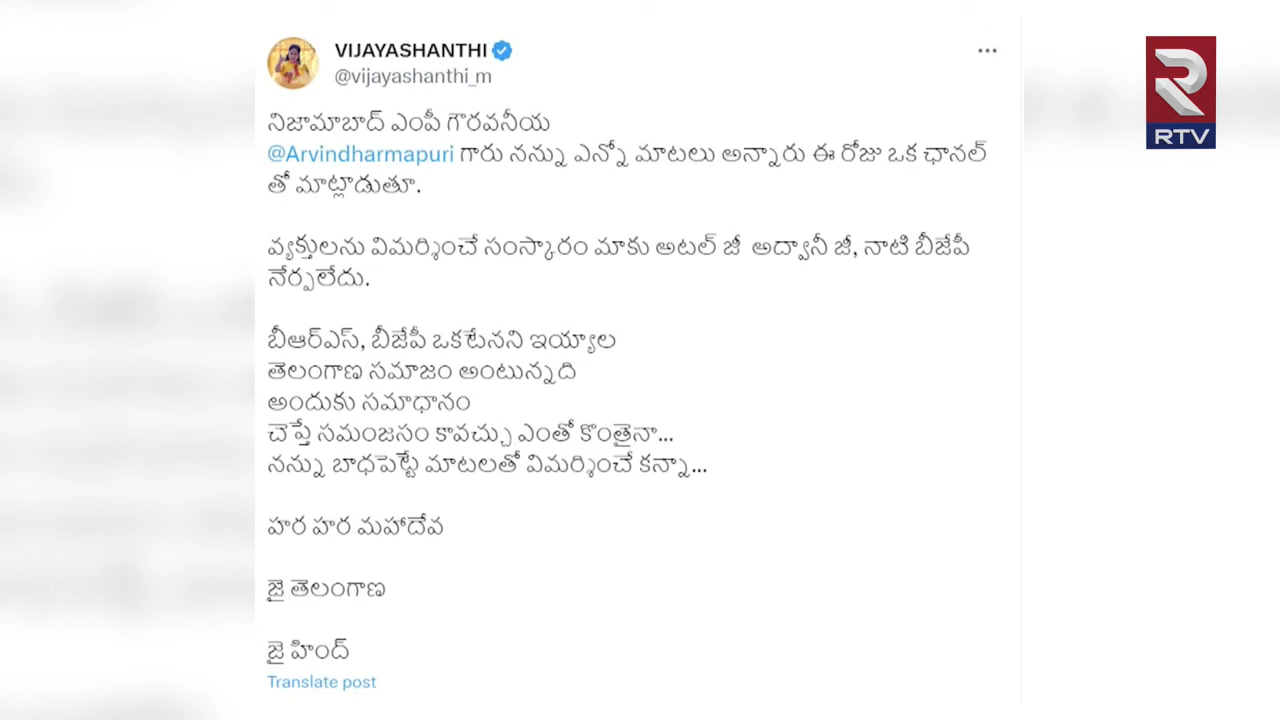 VIJAYASHANTHI
@vijayashanthi_m
నిజామాబాద్ ఎంపీ గౌరవనీయ
@Arvindharmapuri గారు నన్ను ఎన్నో మాటలు అన్నారు ఈ రోజు ఒక ఛానల్
తో మాట్లాడుతూ.
వ్యక్తులను విమర్శించే సంస్కారం మాకు అటల్ జీ అద్వానీ జీ, నాటి బీజేపీ
నేర్పలేదు.
బీఆర్ఎస్, బీజేపీ ఒకటేనని ఇయ్యాల
తెలంగాణ సమాజం అంటున్నది
అందుకు సమాధానం
చెప్తే సమంజసం కావచ్చు ఎంతో కొంతైనా...
నన్ను బాధపెట్టే మాటలతో విమర్శించే కన్నా...
హర హర మహాదేవ
జై తెలంగాణ
జై హింద్
Translate post
RTV